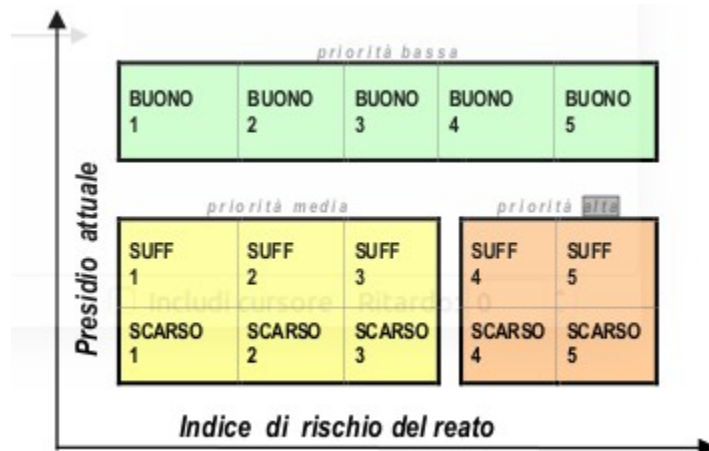 priorità bassa
BUONO BUONO BUONO BUONO BUONO
1 2 3 4 5
priorità media priorità alta
SUFF SUFF SUFF SUFF SUFF
1 2 3 4 5
Includi cursore Ritardo: 0
SCARSO SCARSO SCARSO SCARSO SCARSO
1 2 3 4 5
Presidio attuale
Indice di rischio del reato